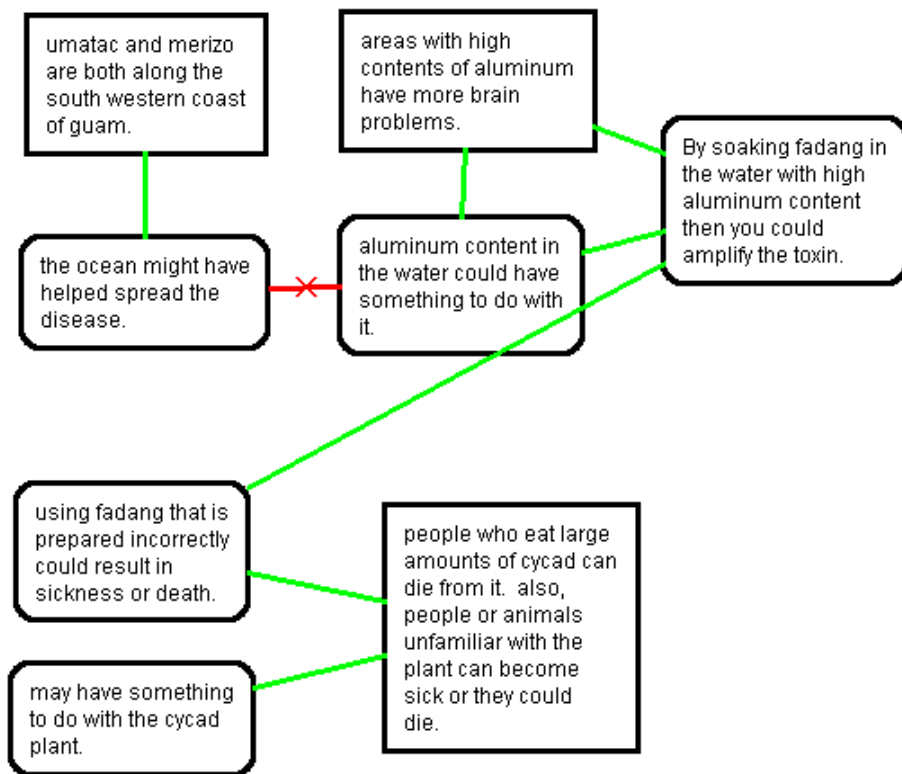 umatac and merizo
are both along the
south western coast
of guam.
areas with high
contents of aluminum
have more brain
problems.
By soaking fadang in
the water with high
aluminum content
then you could
amplify the toxin.
the ocean might have
helped spread the
disease.
aluminum content in
the water could have
something to do with
it.
using fadang that is
prepared incorrectly
could result in
sickness or death.
people who eat large
amounts of cycad can
die from it.  also,
people or animals
unfamiliar with the
plant can become
sick or they could
die.
may have something
to do with the cycad
plant.